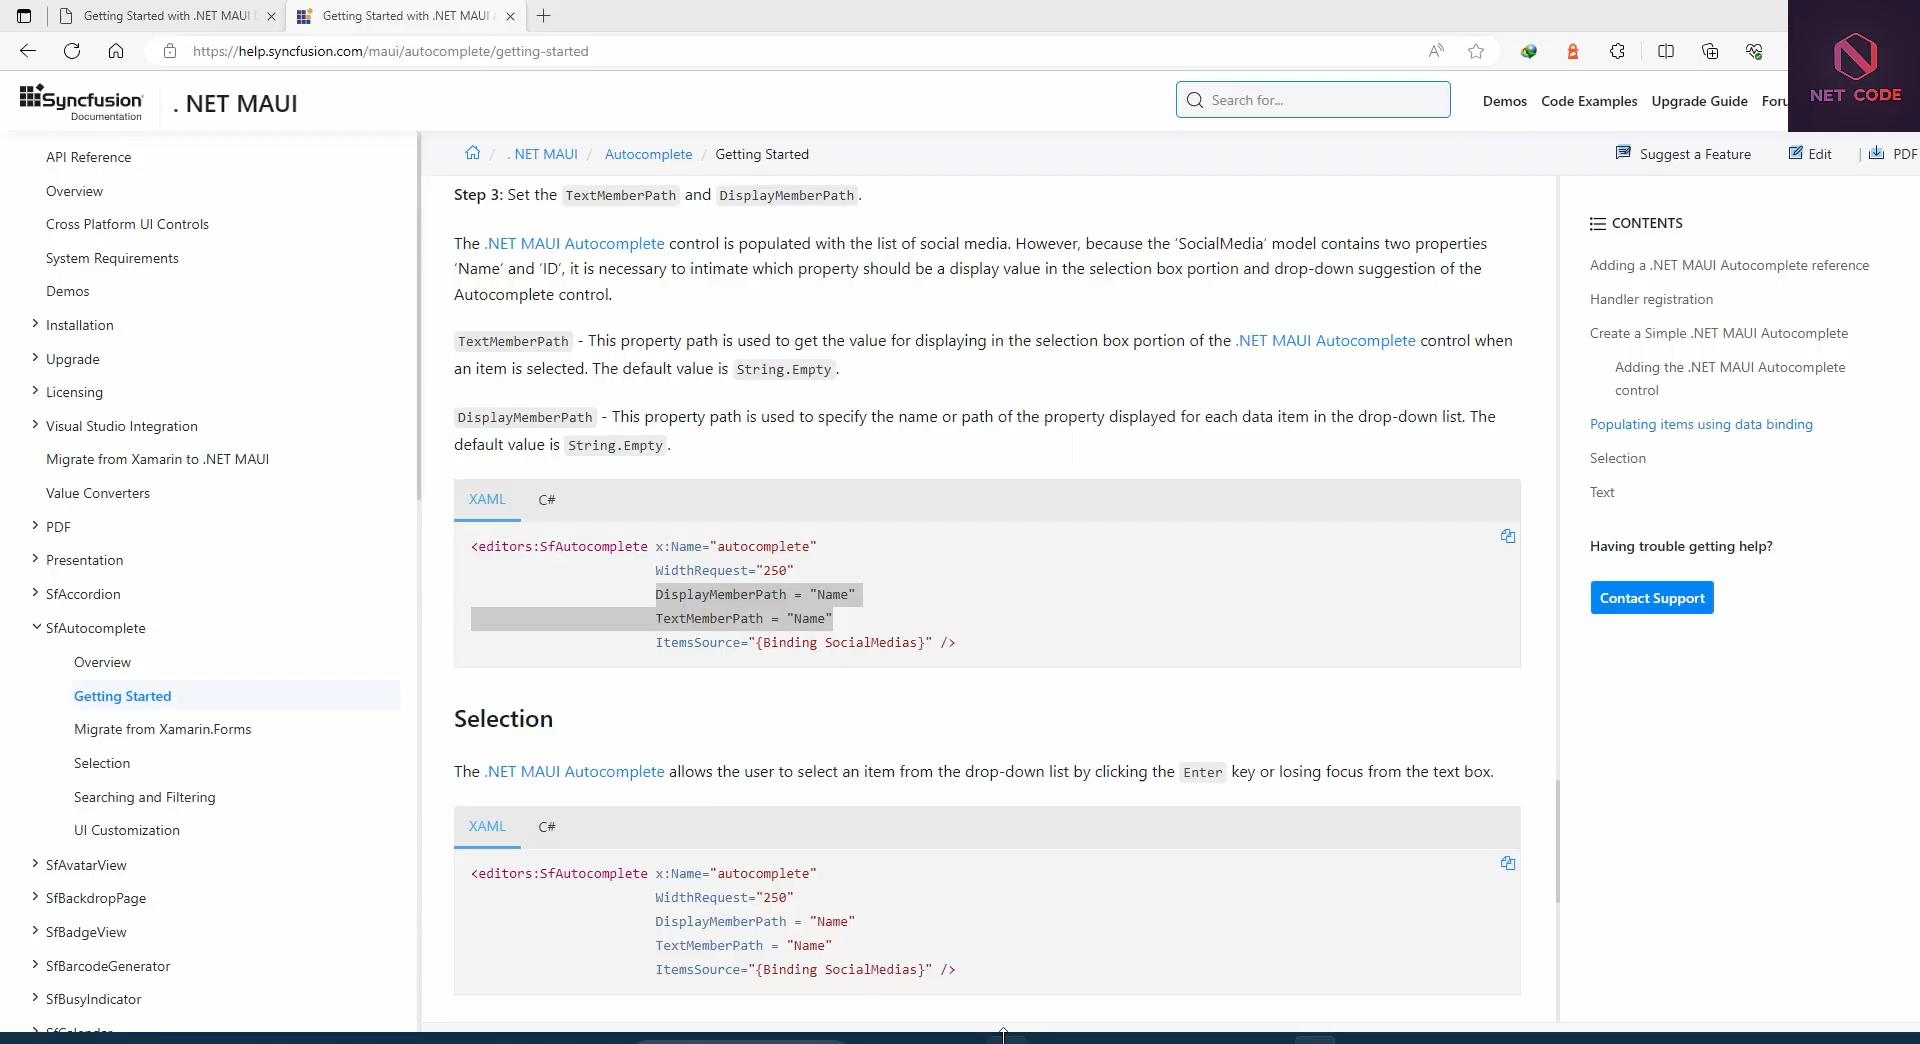 Getting Started with .NET MAUI
Getting Started with .NET MAUI
https://help.syncfusion.com/maui/autocomplete/getting-started
NET CODE
Syncfusion
Documentation
. NET MAUI
Search for...
Demos
Code Examples
Upgrade Guide
API Reference
Overview
Cross Platform UI Controls
System Requirements
Demos
Installation
Upgrade
Licensing
Visual Studio Integration
Migrate from Xamarin to .NET MAUI
Value Converters
PDF
Presentation
SfAccordion
SfAutocomplete
Overview
Getting Started
Migrate from Xamarin.Forms
Selection
Searching and Filtering
UI Customization
SfAvatarView
SfBackdropPage
SfBadgeView
SfBarcodeGenerator
SfBusyIndicator
. NET MAUI / Autocomplete / Getting Started
Suggest a Feature
Edit
| PDF
Step 3: Set the TextMemberPath and DisplayMemberPath.
The .NET MAUI Autocomplete control is populated with the list of social media. However, because the ‘SocialMedia’ model contains two properties
‘Name’ and ‘ID’, it is necessary to intimate which property should be a display value in the selection box portion and drop-down suggestion of the
Autocomplete control.
TextMemberPath - This property path is used to get the value for displaying in the selection box portion of the .NET MAUI Autocomplete control when
an item is selected. The default value is String.Empty.
DisplayMemberPath - This property path is used to specify the name or path of the property displayed for each data item in the drop-down list. The
default value is String.Empty.
XAML
C#
<editors:SfAutocomplete x:Name="autocomplete"
WidthRequest="250"
DisplayMemberPath = "Name"
TextMemberPath = "Name"
ItemsSource="{Binding SocialMedias}" />
Selection
The .NET MAUI Autocomplete allows the user to select an item from the drop-down list by clicking the Enter key or losing focus from the text box.
XAML
C#
<editors:SfAutocomplete x:Name="autocomplete"
WidthRequest="250"
DisplayMemberPath = "Name"
TextMemberPath = "Name"
ItemsSource="{Binding SocialMedias}" />
CONTENTS
Adding a .NET MAUI Autocomplete reference
Handler registration
Create a Simple .NET MAUI Autocomplete
Adding the .NET MAUI Autocomplete
control
Populating items using data binding
Selection
Text
Having trouble getting help?
Contact Support